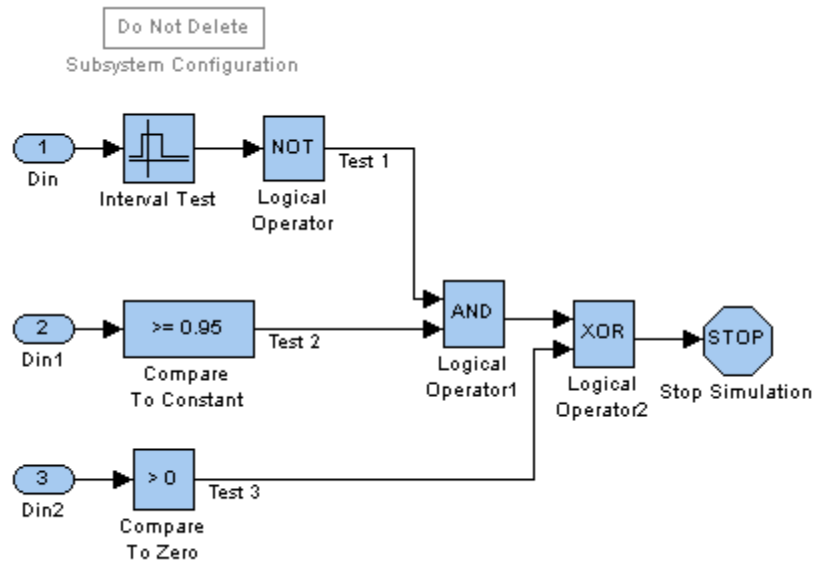 Do Not Delete
Subsystem Configuration
1
Din
Interval Test
NOT
Logical
Operator
Test 1
2
Din1
>= 0.95
Compare
To Constant
Test 2
AND
Logical
Operator1
XOR
Logical
Operator2
STOP
Stop Simulation
3
Din2
> 0
Compare
To Zero
Test 3